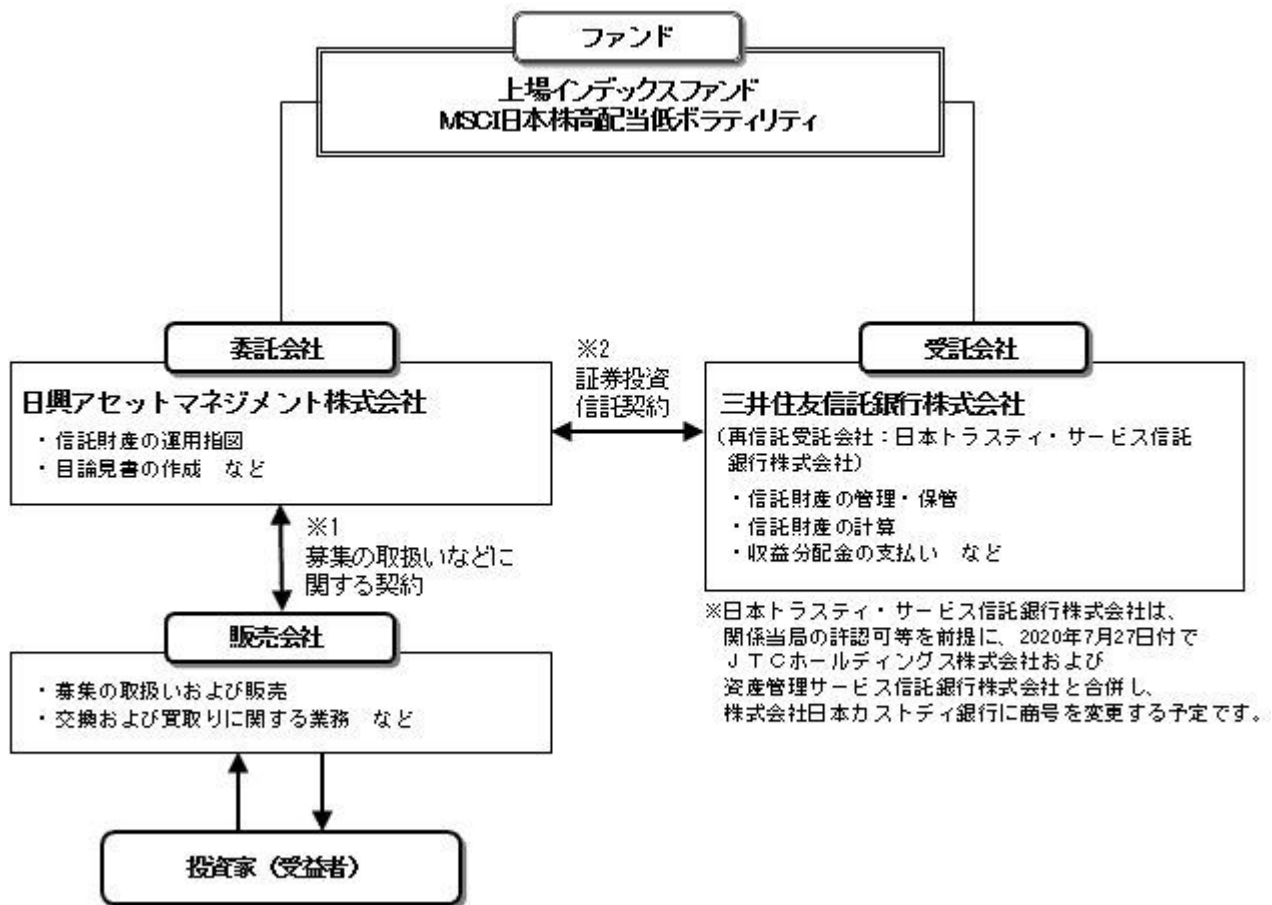 ファンド
上場インデックスファンド
MSCI日本株高配当低ボラティリティ
委託会社
日興アセットマネジメント株式会社
・信託財産の運用指図
・目論見書の作成　など
※2
証券投資
信託契約
受託会社
三井住友信託銀行株式会社
(再信託受託会社：日本トラスティ・サービス信託
銀行株式会社)
・信託財産の管理・保管
・信託財産の計算
・収益分配金の支払い　など
※1
募集の取扱いなどに
関する契約
※日本トラスティ・サービス信託銀行株式会社は、
関係当局の許認可等を前提に、2020年7月27日付で
ＪＴＣホールディングス株式会社および
資産管理サービス信託銀行株式会社と合併し、
株式会社日本カストディ銀行に商号を変更する予定です。
販売会社
・募集の取扱いおよび販売
・交換および買取りに関する業務　など
投資家（受益者）